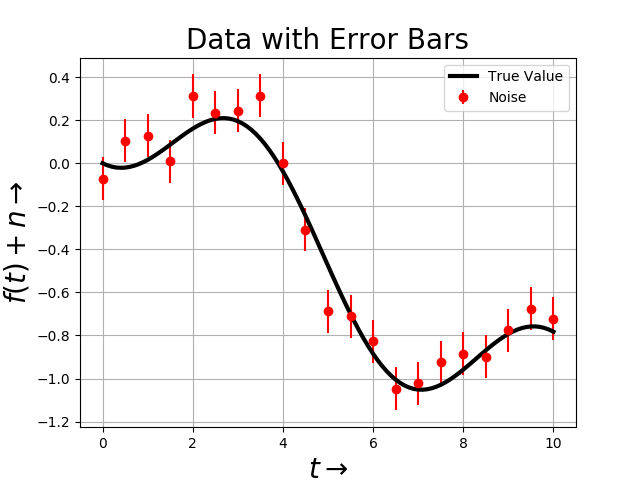 Data with Error Bars
True Value
Noise
0.4
0.2
0.0
−0.2
−0.4
−0.6
−0.8
−1.0
−1.2
f(t) + n →
0 2 4 6 8 10
t →